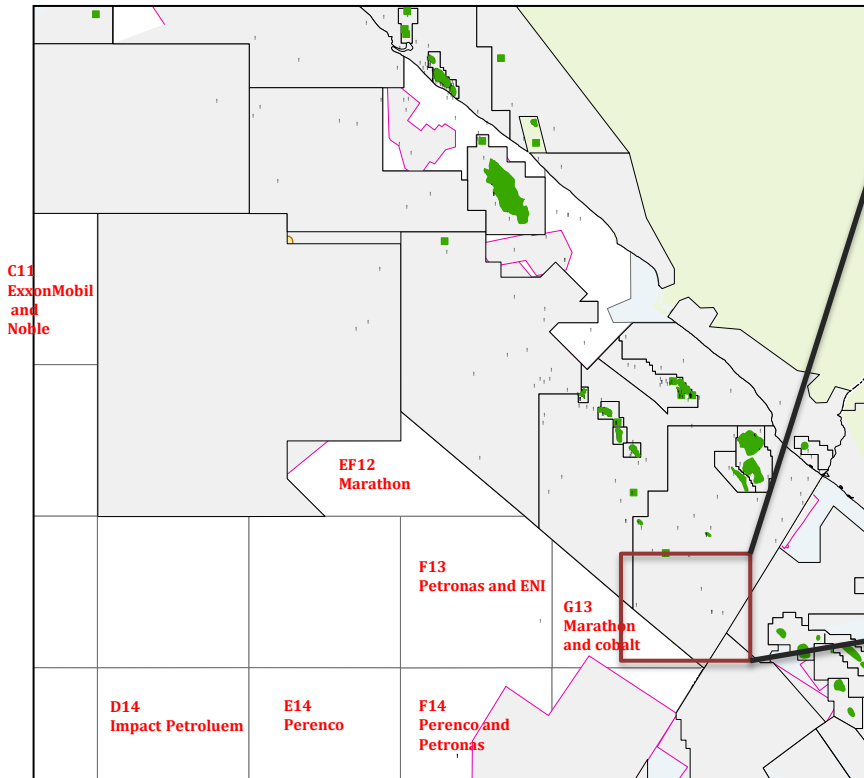 C11
ExxonMobil
and
Noble
EF12
Marathon
F13
Petronas and ENI
G13
Marathon
and cobalt
D14
Impact Petroluem
E14
Perenco
F14
Perenco and
Petronas